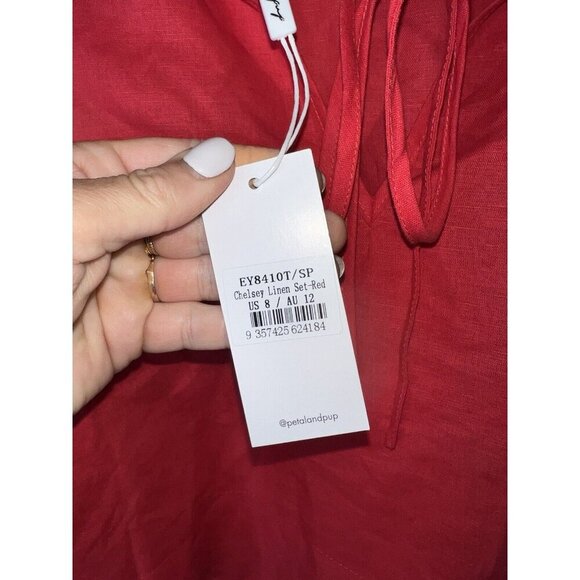 EY8410T/SP
Chelsey Linen Set-Red
US 8 / AU 12
9 357425 624184
@petalandpup